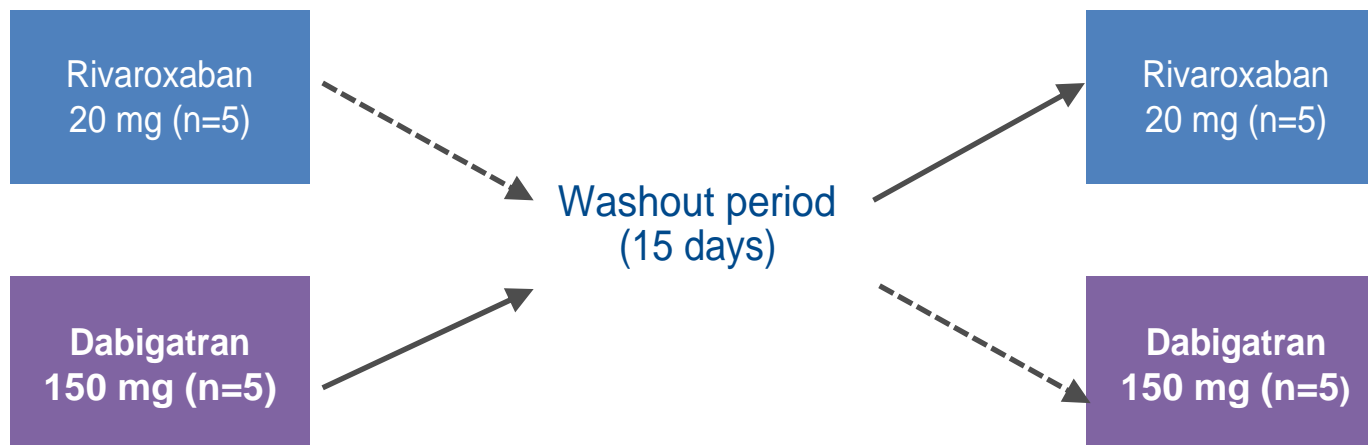 Rivaroxaban
20 mg (n=5)
Dabigatran
150 mg (n=5)
Washout period
(15 days)
Rivaroxaban
20 mg (n=5)
Dabigatran
150 mg (n=5)